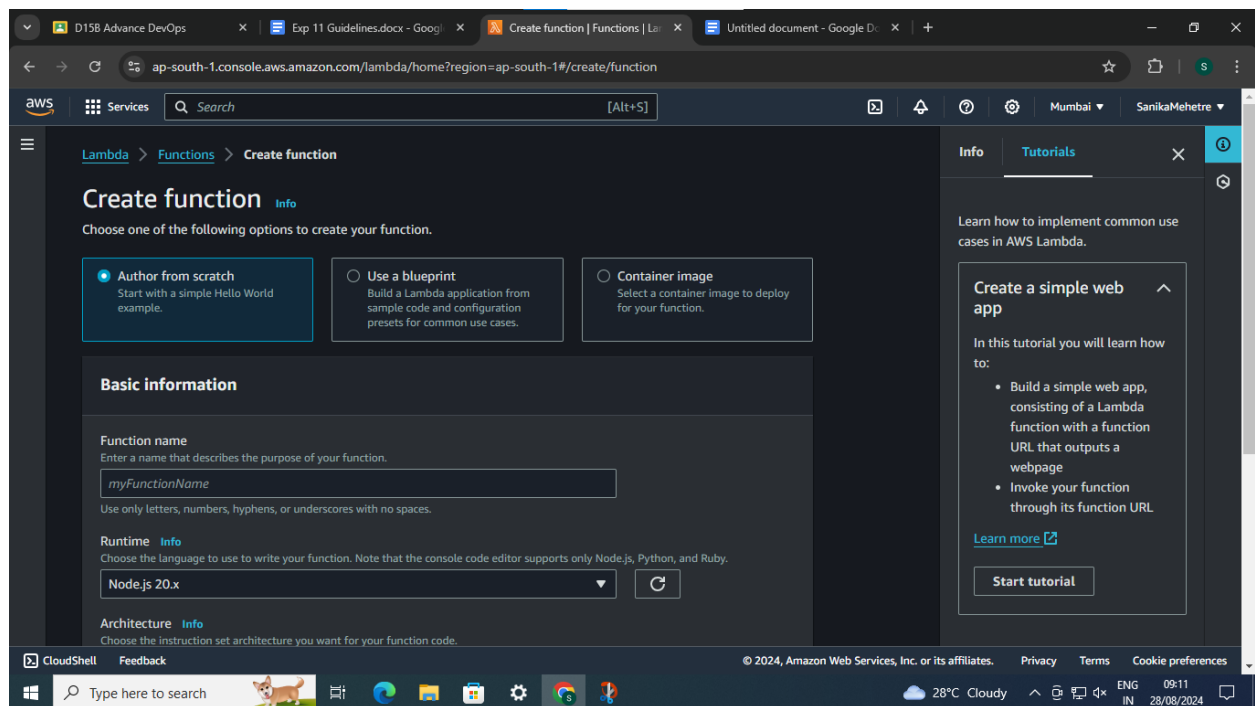 D15B Advance DevOps
Exp 11 Guidelines.docx - Googl
Create function | Functions | Lar
Untitled document - Google Do
ap-south-1.console.aws.amazon.com/lambda/home?region=ap-south-1#/create/function
S
aws
Services
Search
[Alt+S]
Mumbai
SanikaMehetre
Lambda > Functions > Create function
Create function Info
Choose one of the following options to create your function.
Author from scratch
Start with a simple Hello World
example.
Use a blueprint
Build a Lambda application from
sample code and configuration
presets for common use cases.
Container image
Select a container image to deploy
for your function.
Basic information
Function name
Enter a name that describes the purpose of your function.
myFunctionName
Use only letters, numbers, hyphens, or underscores with no spaces.
Runtime Info
Choose the language to use to write your function. Note that the console code editor supports only Node.js, Python, and Ruby.
Node.js 20.x
Architecture Info
Choose the instruction set architecture you want for your function code.
Info
Tutorials
Learn how to implement common use
cases in AWS Lambda.
Create a simple web
app
In this tutorial you will learn how
to:
• Build a simple web app,
consisting of a Lambda
function with a function
URL that outputs a
webpage
• Invoke your function
through its function URL
Learn more
Start tutorial
CloudShell
Feedback
© 2024, Amazon Web Services, Inc. or its affiliates.
Privacy
Terms
Cookie preferences
Type here to search
28°C Cloudy
ENG
IN
09:11
28/08/2024